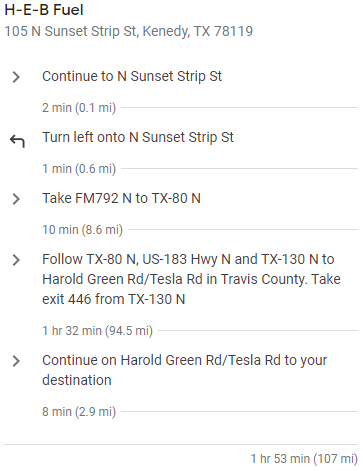 H-E-B Fuel
105 N Sunset Strip St, Kenedy, TX 78119
Continue to N Sunset Strip St
2 min (0.1 mi)
Turn left onto N Sunset Strip St
1 min (0.6 mi)
Take FM792 N to TX-80 N
10 min (8.6 mi)
Follow TX-80 N, US-183 Hwy N and TX-130 N to
Harold Green Rd/Tesla Rd in Travis County. Take
exit 446 from TX-130 N
1 hr 32 min (94.5 mi)
Continue on Harold Green Rd/Tesla Rd to your
destination
8 min (2.9 mi)
1 hr 53 min (107 mi)